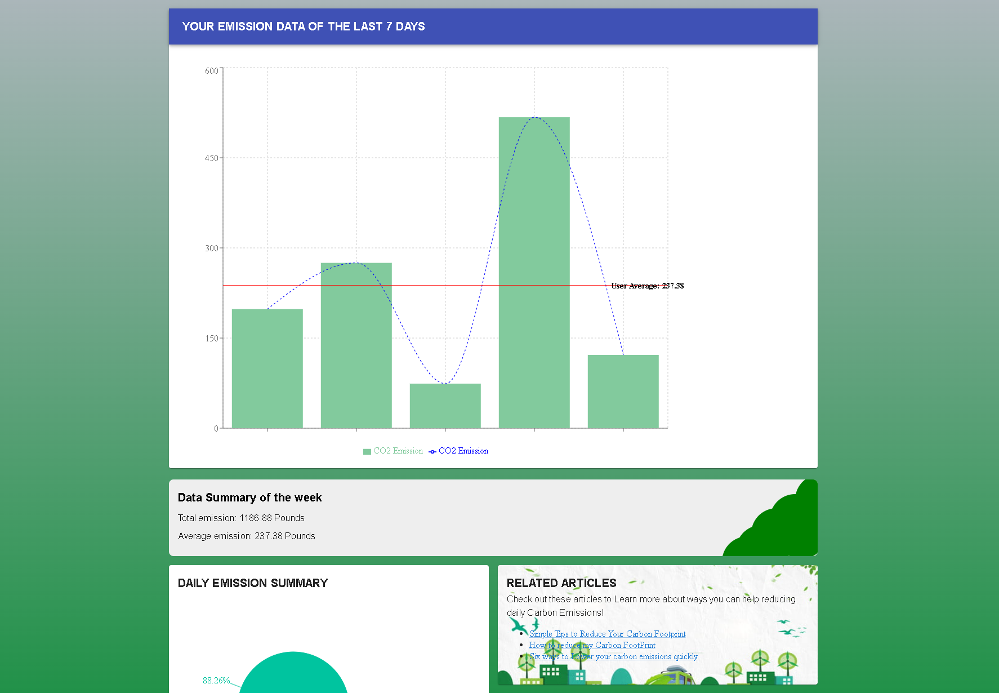 YOUR EMISSION DATA OF THE LAST 7 DAYS
600
450
300
User Average: 237.38
150
0
CO2 Emission CO2 Emission
Data Summary of the week
Total emission: 1186.88 Pounds
Average emission: 237.38 Pounds
DAILY EMISSION SUMMARY
88.26%
RELATED ARTICLES
Check out these articles to Learn more about ways you can help reducing
daily Carbon Emissions!
Simple Tips to Reduce Your Carbon Footprint
How to reduce my Carbon FootPrint
Six ways to Lower your carbon emissions quickly